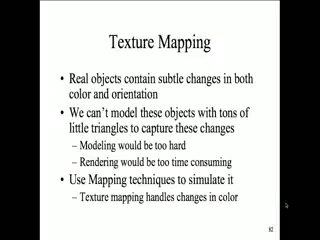 Texture Mapping
• Real objects contain subtle changes in both
color and orientation
• We can't model these objects with tons of
little triangles to capture these changes
– Modeling would be too hard
– Rendering would be too time consuming
• Use Mapping techniques to simulate it
– Texture mapping handles changes in color
82